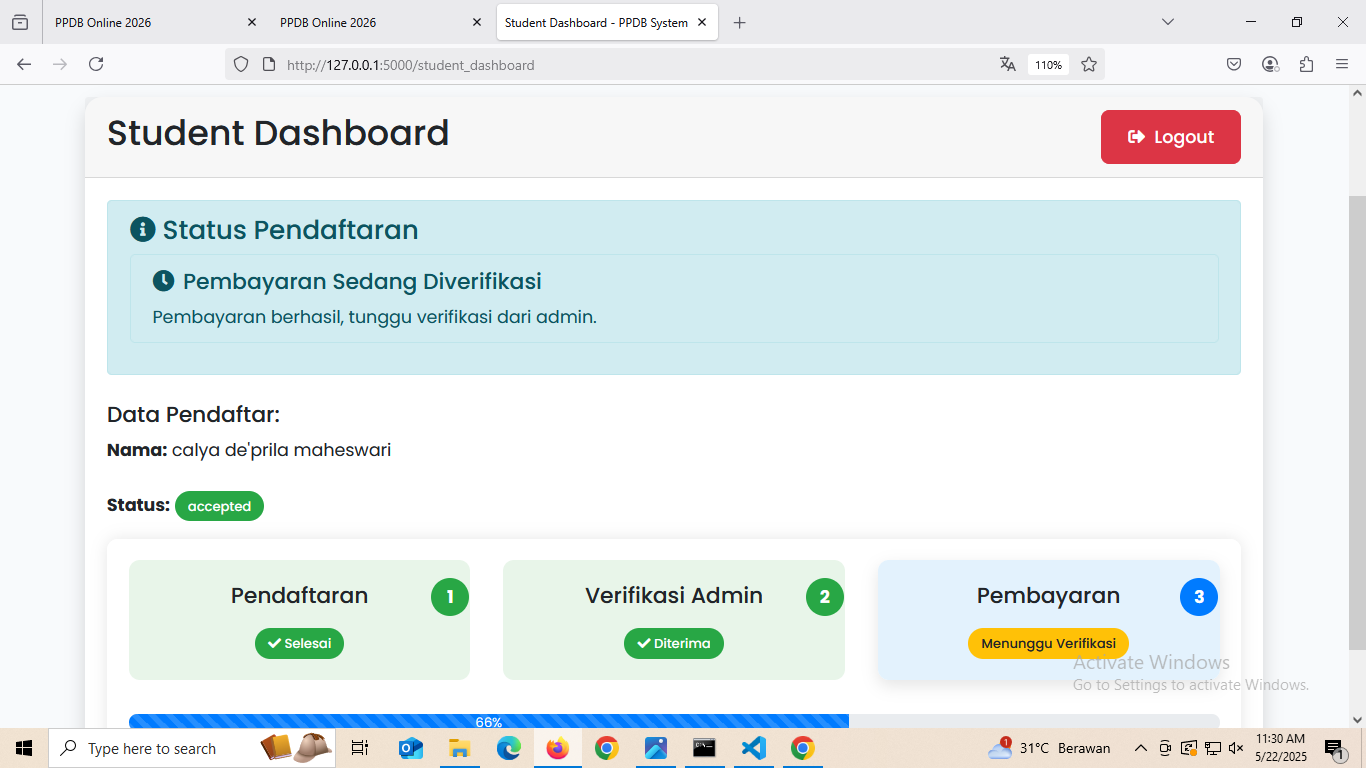 PPDB Online 2026
PPDB Online 2026
Student Dashboard - PPDB System
http://127.0.0.1:5000/student_dashboard
110%
Student Dashboard
Logout
Status Pendaftaran
Pembayaran Sedang Diverifikasi
Pembayaran berhasil, tunggu verifikasi dari admin.
Data Pendaftar:
Nama: calya de'prila maheswari
Status: accepted
Pendaftaran
1
Selesai
Verifikasi Admin
2
Diterima
Pembayaran
3
Menunggu Verifikasi
Activate Windows
Go to Settings to activate Windows.
66%
Type here to search
1
31°C Berawan
11:30 AM
5/22/2025
1